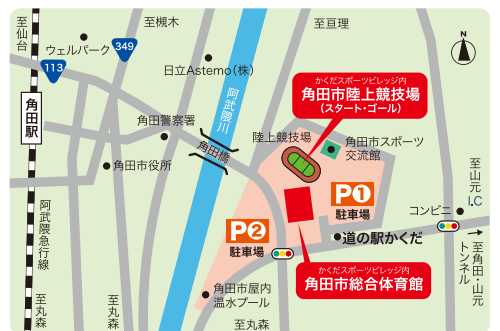 至仙台
至槻木
至亘理
ウェルパーク
349
113
日立Astemo(株)
N
かくだスポーツビレッジ内
角田市陸上競技場
(スタート・ゴール)
阿武隈川
角田駅
角田警察署
角田橋
陸上競技場
角田市スポーツ
交流館
角田市役所
至山元
I.C
P1
駐車場
コンビニ
P2
駐車場
道の駅かくだ
阿武隈急行線
至角田・山元
トンネル
かくだスポーツビレッジ内
角田市総合体育館
角田市屋内
温水プール
至丸森
至丸森
至丸森